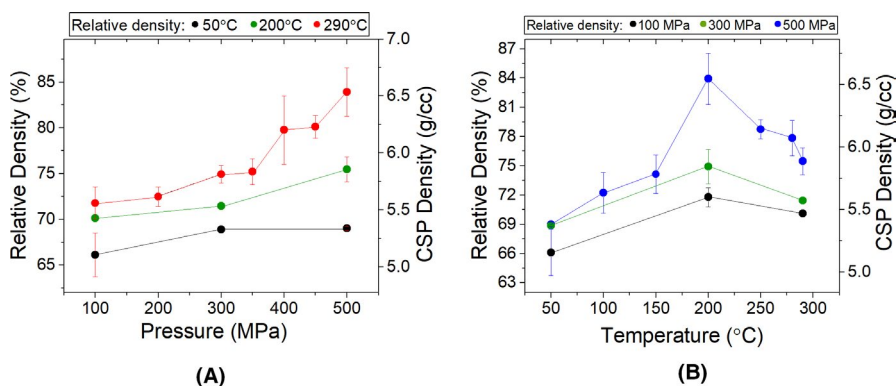 Relative density: 50°C 200°C 290°C
Relative Density (%)
85
80
75
70
65
7.0
6.5
6.0
5.5
5.0
CSP Density (g/cc)
100 200 300 400 500
Pressure (MPa)
(A)
Relative density: 100 MPa 300 MPa 500 MPa
Relative Density (%)
87
84
81
78
75
72
69
66
63
6.5
6.0
5.5
5.0
CSP Density (g/cc)
50 100 150 200 250 290
Temperature (°C)
(B)